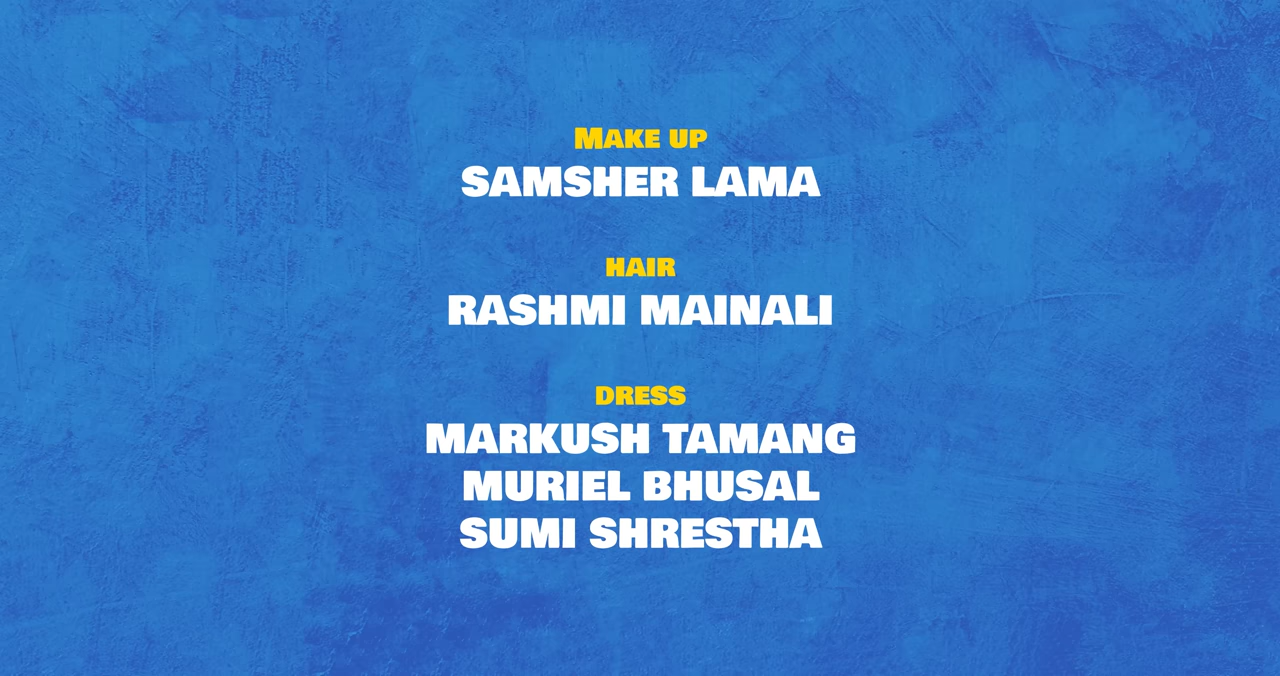 Make up
SAMSHER LAMA
HAIR
RASHMI MAINALI
DRESS
MARKUSH TAMANG
MURIEL BHUSAL
SUMI SHRESTHA